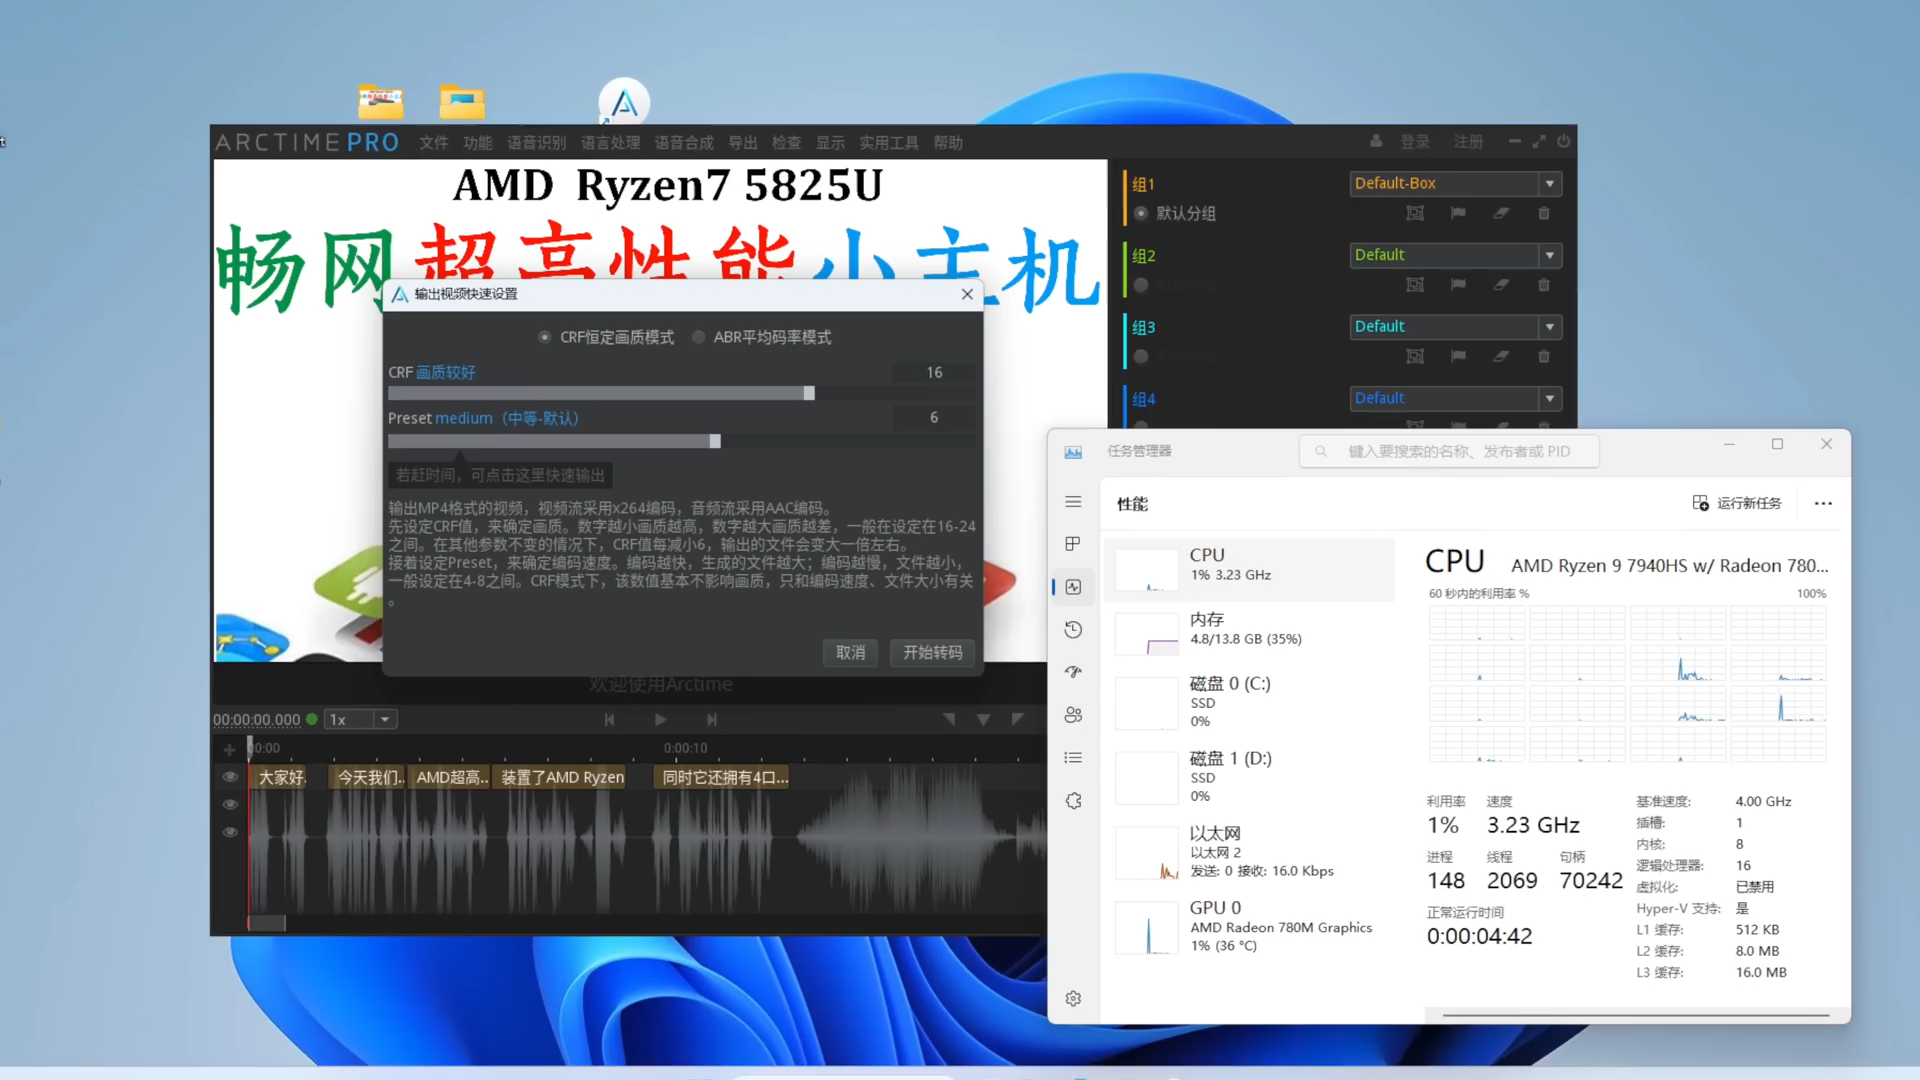 ARCTIME PRO 文件 功能 语音识别 语言处理 语音合成 导出 检查 显示 实用工具 帮助 登录 注册
AMD Ryzen7 5825U
畅网超高性能小主机
输出视频快速设置
CRF恒定画质模式 ABR平均码率模式
CRF 画质较好 16
Preset medium（中等-默认） 6
若赶时间，可点击这里快速输出
输出MP4格式的视频，视频流采用x264编码，音频流采用AAC编码。
先设定CRF值，来确定画质。数字越小画质越高，数字越大画质越差，一般在设定在16-24
之间。在其他参数不变的情况下，CRF值每减小6，输出的文件会变大一倍左右。
接着设定Preset，来确定编码速度。编码越快，生成的文件越大；编码越慢，文件越小，
一般设定在4-8之间。CRF模式下，该数值基本不影响画质，只和编码速度、文件大小有关
。
取消 开始转码
欢迎使用Arctime
00:00:00.000 1x
00:00 0:00:10
大家好, 今天我们.. AMD超高.. 装置了AMD Ryzen 同时它还拥有4口...
组1 Default-Box
默认分组
组2 Default
组3 Default
组4 Default
任务管理器 键入要搜索的名称、发布者或 PID
性能 运行新任务
CPU
1% 3.23 GHz
内存
4.8/13.8 GB (35%)
磁盘 0 (C:)
SSD
0%
磁盘 1 (D:)
SSD
0%
以太网
以太网 2
发送: 0 接收: 16.0 Kbps
GPU 0
AMD Radeon 780M Graphics
1% (36 °C)
CPU AMD Ryzen 9 7940HS w/ Radeon 780...
60 秒内的利用率 % 100%
利用率 速度
1% 3.23 GHz
进程 线程 句柄
148 2069 70242
正常运行时间
0:00:04:42
基准速度: 4.00 GHz
插槽: 1
内核: 8
逻辑处理器: 16
虚拟化: 已禁用
Hyper-V 支持: 是
L1 缓存: 512 KB
L2 缓存: 8.0 MB
L3 缓存: 16.0 MB